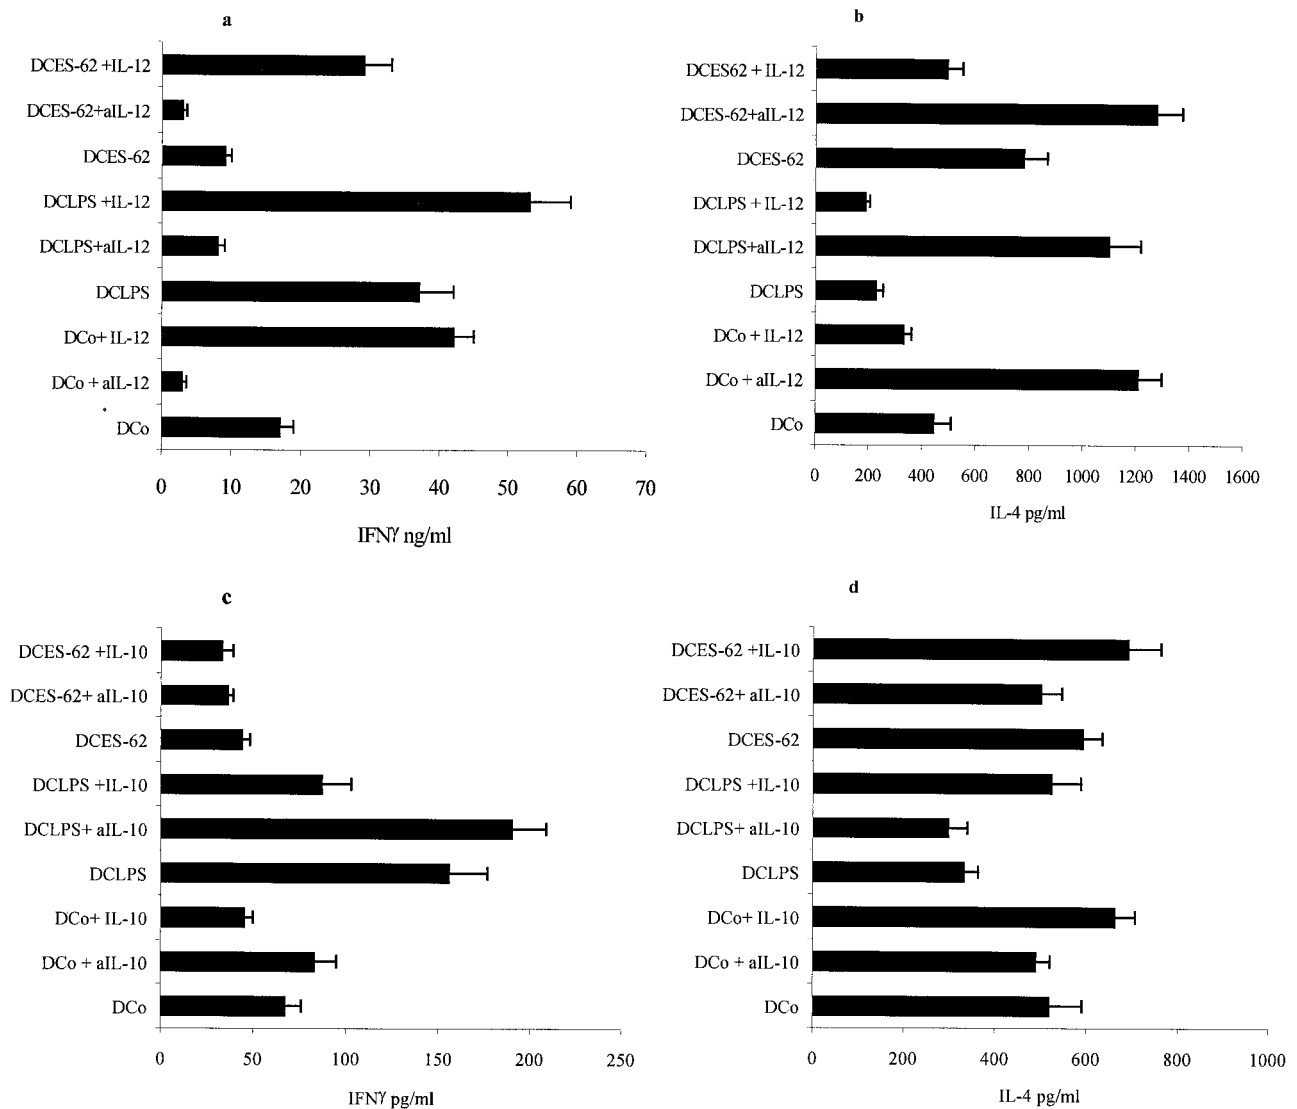 a
DCES-62 +IL-12
DCES-62+aIL-12
DCES-62
DCLPS +IL-12
DCLPS+aIL-12
DCLPS
DCo+ IL-12
DCo + aIL-12
DCo
0 10 20 30 40 50 60 70
IFNγ ng/ml
b
DCES62 + IL-12
DCES-62+aIL-12
DCES-62
DCLPS + IL-12
DCLPS+aIL-12
DCLPS
DCo + IL-12
DCo + aIL-12
DCo
0 200 400 600 800 1000 1200 1400 1600
IL-4 pg/ml
c
DCES-62 +IL-10
DCES-62+ aIL-10
DCES-62
DCLPS +IL-10
DCLPS+ aIL-10
DCLPS
DCo+ IL-10
DCo + aIL-10
DCo
0 50 100 150 200 250
IFNγ pg/ml
d
DCES-62 +IL-10
DCES-62+ aIL-10
DCES-62
DCLPS +IL-10
DCLPS+ aIL-10
DCLPS
DCo+ IL-10
DCo + aIL-10
DCo
0 200 400 600 800 1000
IL-4 pg/ml